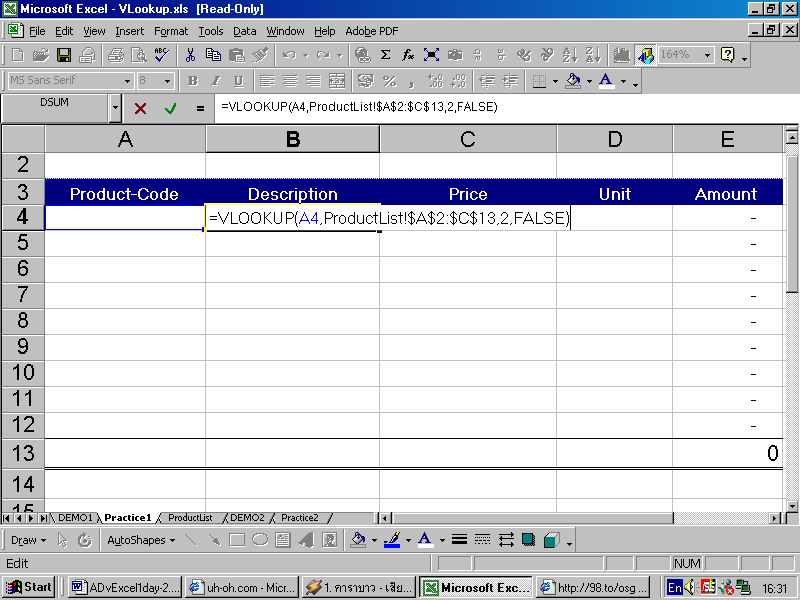 Microsoft Excel - VLookup.xls [Read-Only]
File Edit View Insert Format Tools Data Window Help Adobe PDF
164%
MS Sans Serif 8 B I U
DSUM = =VLOOKUP(A4,ProductList!$A$2:$C$13,2,FALSE)
A B C D E
2
3 Product-Code Description Price Unit Amount
4 =VLOOKUP(A4,ProductList!$A$2:$C$13,2,FALSE) -
5 -
6 -
7 -
8 -
9 -
10 -
11 -
12 -
13 0
14
15
DEMO1 Practice1 ProductList DEMO2 Practice2
Draw AutoShapes A
Edit NUM
Start ADvExcel1day-2.... uh-oh.com - Micr... 1. คาราบาว - เขีย... Microsoft Exc... http://98.to/osg ... En 16:31